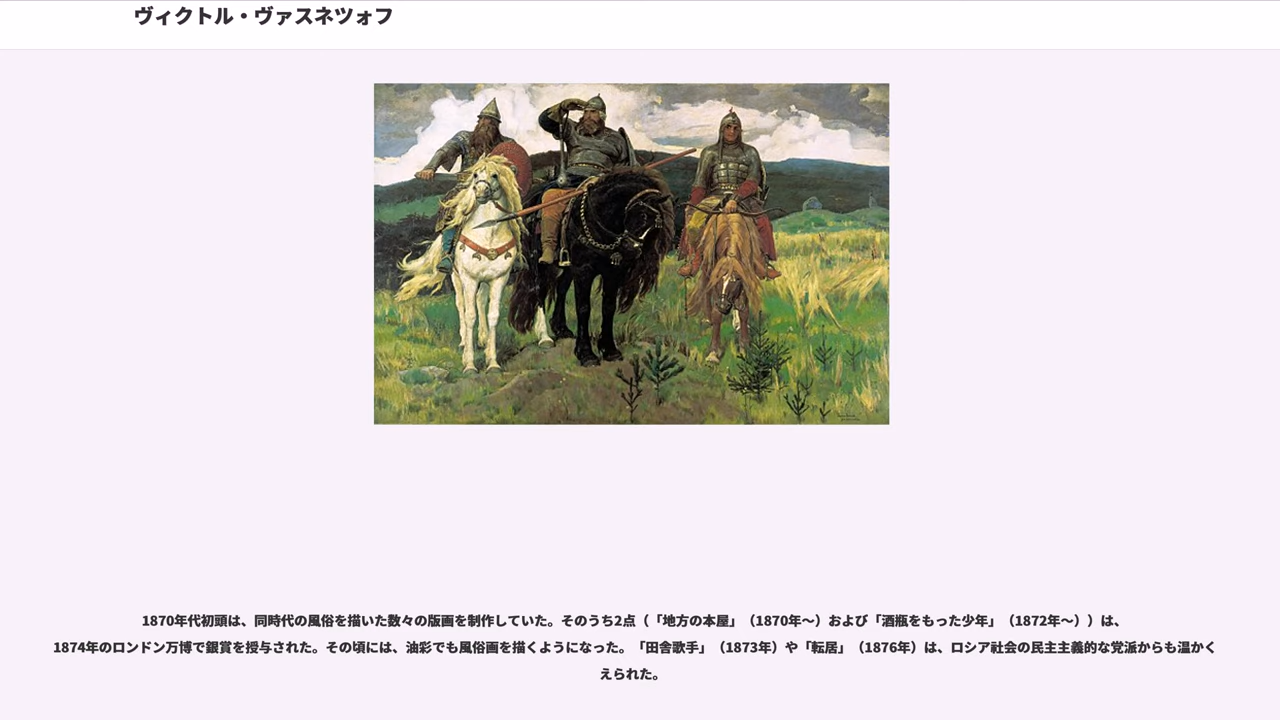 ヴィクトル・ヴァスネツォフ
1870年代初頭は、同時代の風俗を描いた数々の版画を制作していた。そのうち2点（「地方の本屋」（1870年〜）および「酒瓶をもった少年」（1872年〜））は、
1874年のロンドン万博で銀賞を授与された。その頃には、油彩でも風俗画を描くようになった。「田舎歌手」（1873年）や「転居」（1876年）は、ロシア社会の民主主義的な党派からも温かく
えられた。